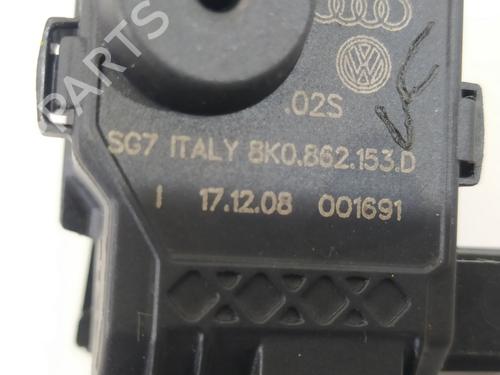 .02S
SG7 ITALY 8K0.862.153.D
I 17.12.08 001691
PARTS